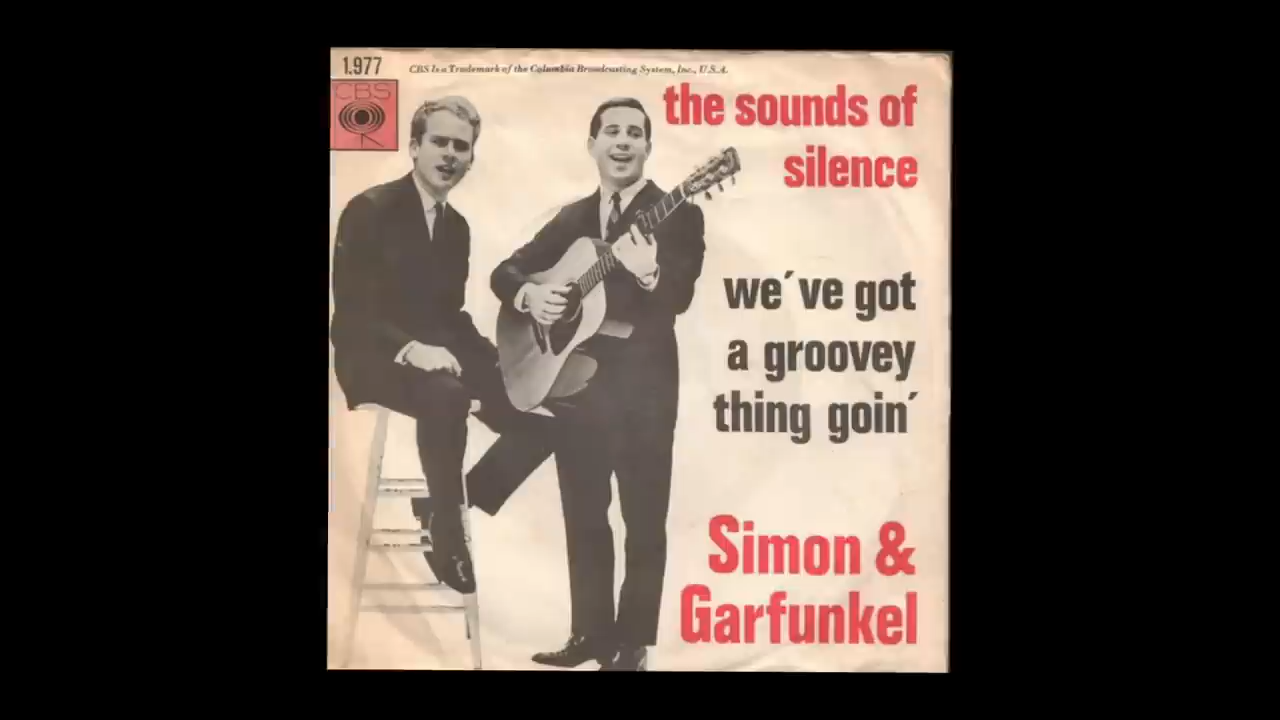 1.977
CBS Is a Trademark of the Columbia Broadcasting System, Inc., U.S.A.
CBS
the sounds of
silence
we´ve got
a groovey
thing goin´
Simon &
Garfunkel